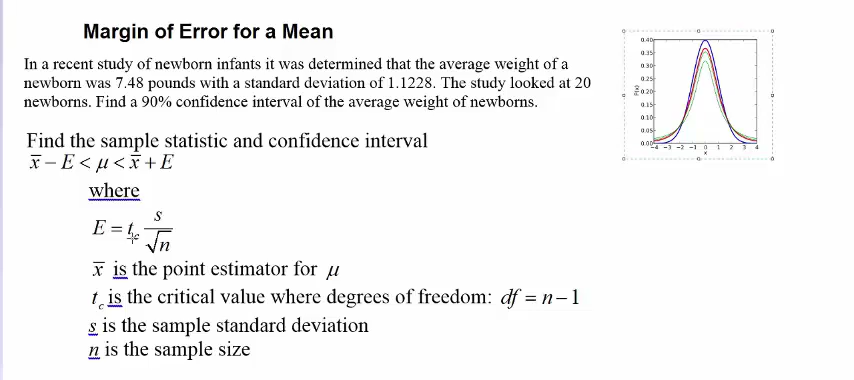 Margin of Error for a Mean
In a recent study of newborn infants it was determined that the average weight of a
newborn was 7.48 pounds with a standard deviation of 1.1228. The study looked at 20
newborns. Find a 90% confidence interval of the average weight of newborns.
Find the sample statistic and confidence interval
x̄ − E < μ < x̄ + E
where
E = t_c s/√n
x̄ is the point estimator for μ
t_c is the critical value where degrees of freedom: df = n − 1
s is the sample standard deviation
n is the sample size
P(x)
0.40
0.35
0.30
0.25
0.20
0.15
0.10
0.05
0.00
−4 −3 −2 −1 0 1 2 3 4
x